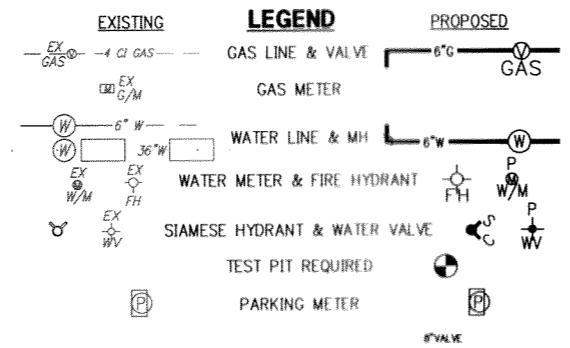 EXISTING LEGEND PROPOSED
EX GAS V 4 CI GAS GAS LINE & VALVE 6"G V GAS
M EX G/M GAS METER
W 6" W WATER LINE & MH 6"W W
W 36"W
EX W/M EX FH WATER METER & FIRE HYDRANT FH P W/M
EX WV SIAMESE HYDRANT & WATER VALVE SC P WV
TEST PIT REQUIRED
P PARKING METER P
8"VALVE